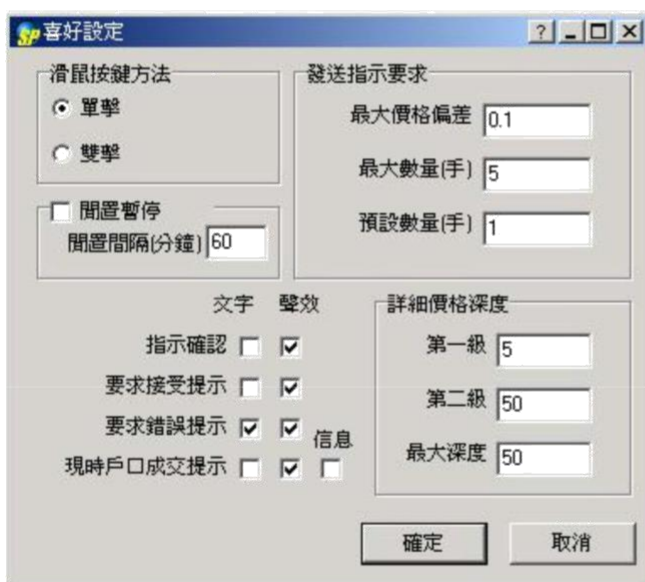 SP 喜好設定
滑鼠按鍵方法
單擊
雙擊
閒置暫停
閒置間隔(分鐘) 60
發送指示要求
最大價格偏差 0.1
最大數量(手) 5
預設數量(手) 1
文字 聲效
指示確認
要求接受提示
要求錯誤提示
信息
現時戶口成交提示
詳細價格深度
第一級 5
第二級 50
最大深度 50
確定 取消